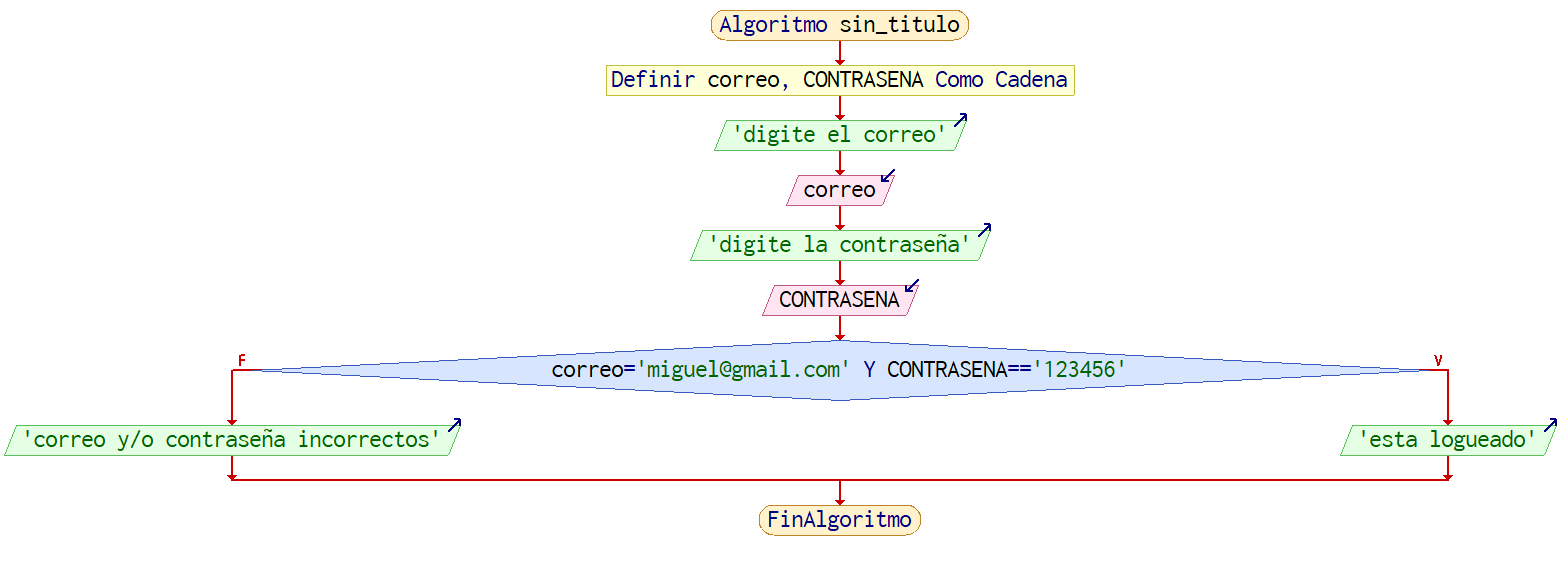 Algoritmo sin_titulo
Definir correo, CONTRASENA Como Cadena
'digite el correo'
correo
'digite la contraseña'
CONTRASENA
F
V
correo='miguel@gmail.com' Y CONTRASENA=='123456'
'correo y/o contraseña incorrectos'
'esta logueado'
FinAlgoritmo